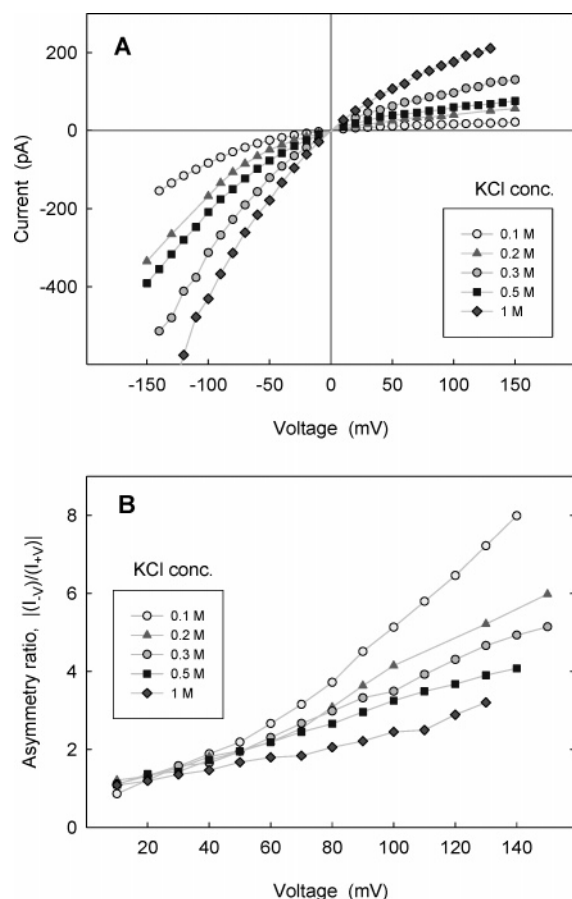 A
200
0
-200
-400
Current (pA)
KCl conc.
0.1 M
0.2 M
0.3 M
0.5 M
1 M
-150 -100 -50 0 50 100 150
Voltage (mV)
B
8
6
4
2
0
Asymmetry ratio, |(I-V)/(I+V)|
KCl conc.
0.1 M
0.2 M
0.3 M
0.5 M
1 M
20 40 60 80 100 120 140
Voltage (mV)